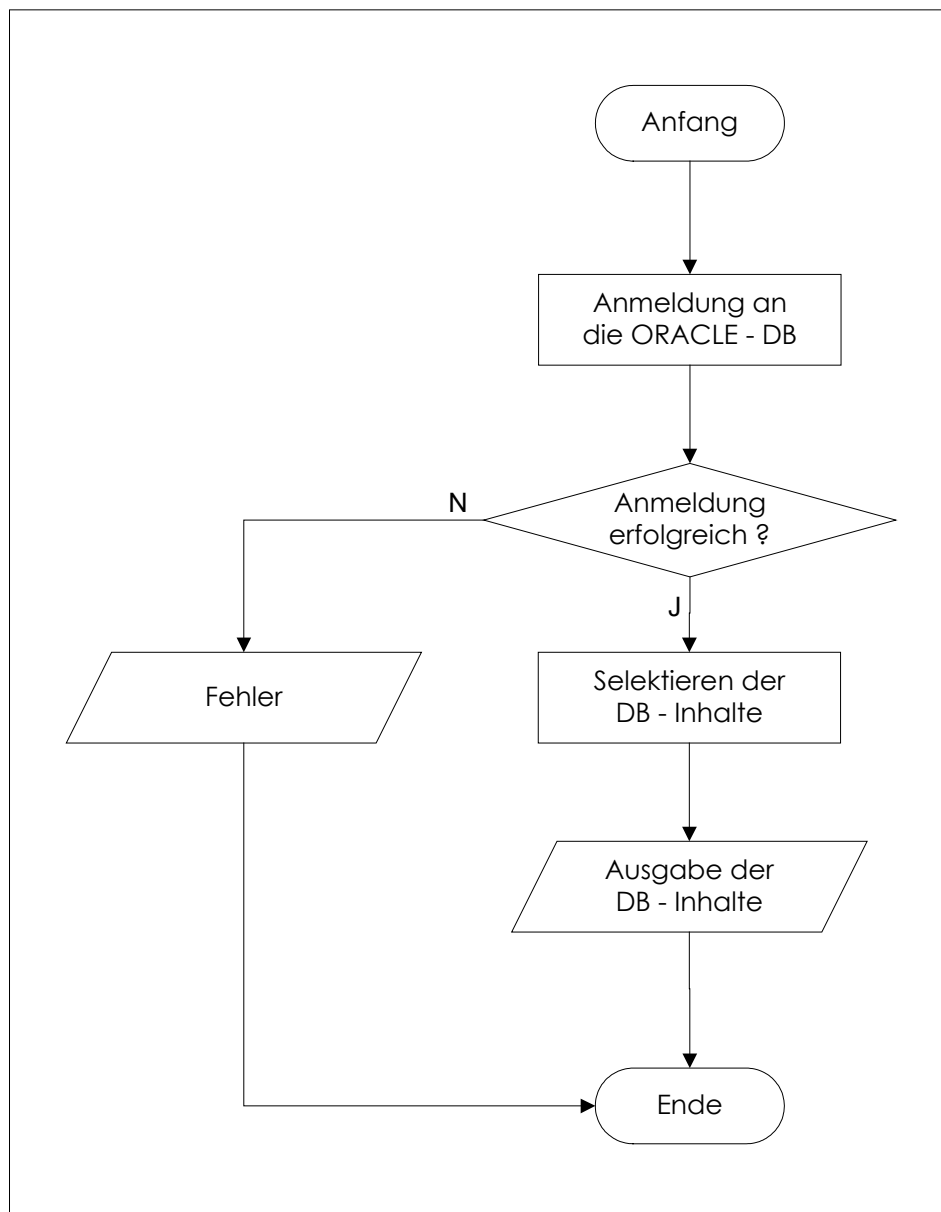 Anfang
Anmeldung an
die ORACLE - DB
Anmeldung
erfolgreich ?
N
J
Fehler
Selektieren der
DB - Inhalte
Ausgabe der
DB - Inhalte
Ende